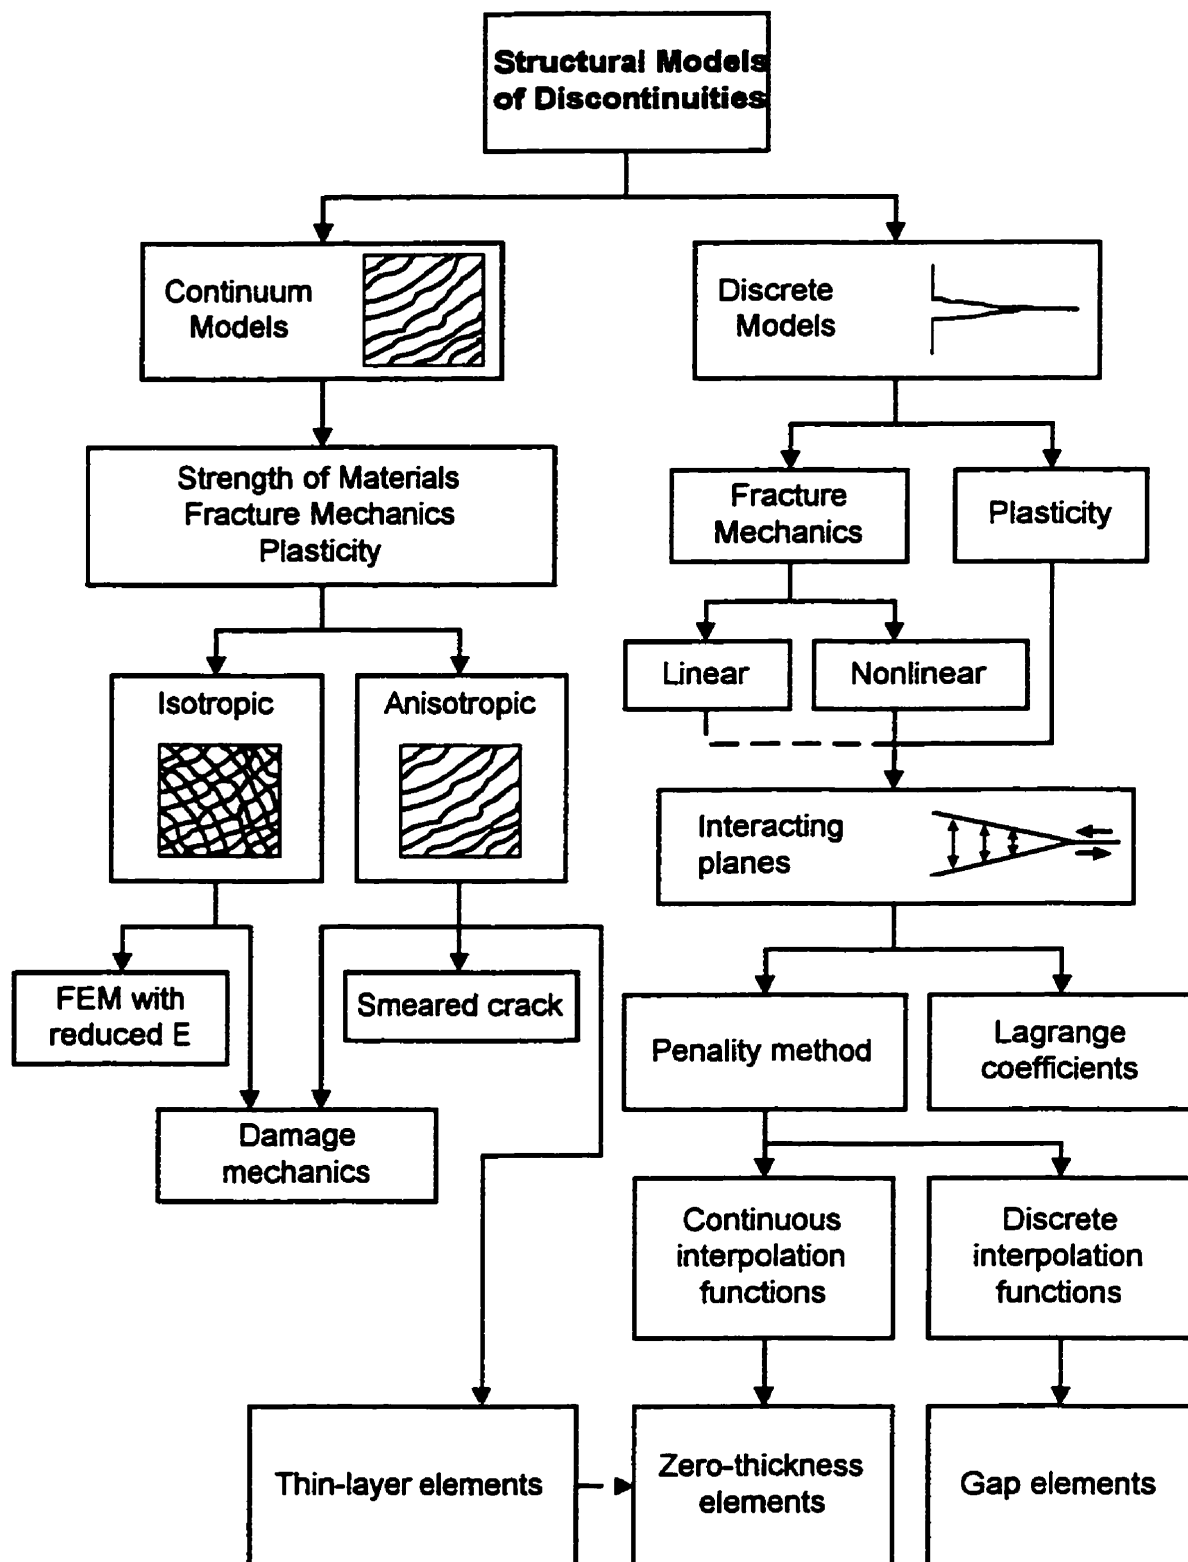 Structural Models
of Discontinuities
Continuum
Models
Discrete
Models
Strength of Materials
Fracture Mechanics
Plasticity
Fracture
Mechanics
Plasticity
Linear
Nonlinear
Isotropic
Anisotropic
Interacting
planes
FEM with
reduced E
Smeared crack
Penality method
Lagrange
coefficients
Damage
mechanics
Continuous
interpolation
functions
Discrete
interpolation
functions
Thin-layer elements
Zero-thickness
elements
Gap elements